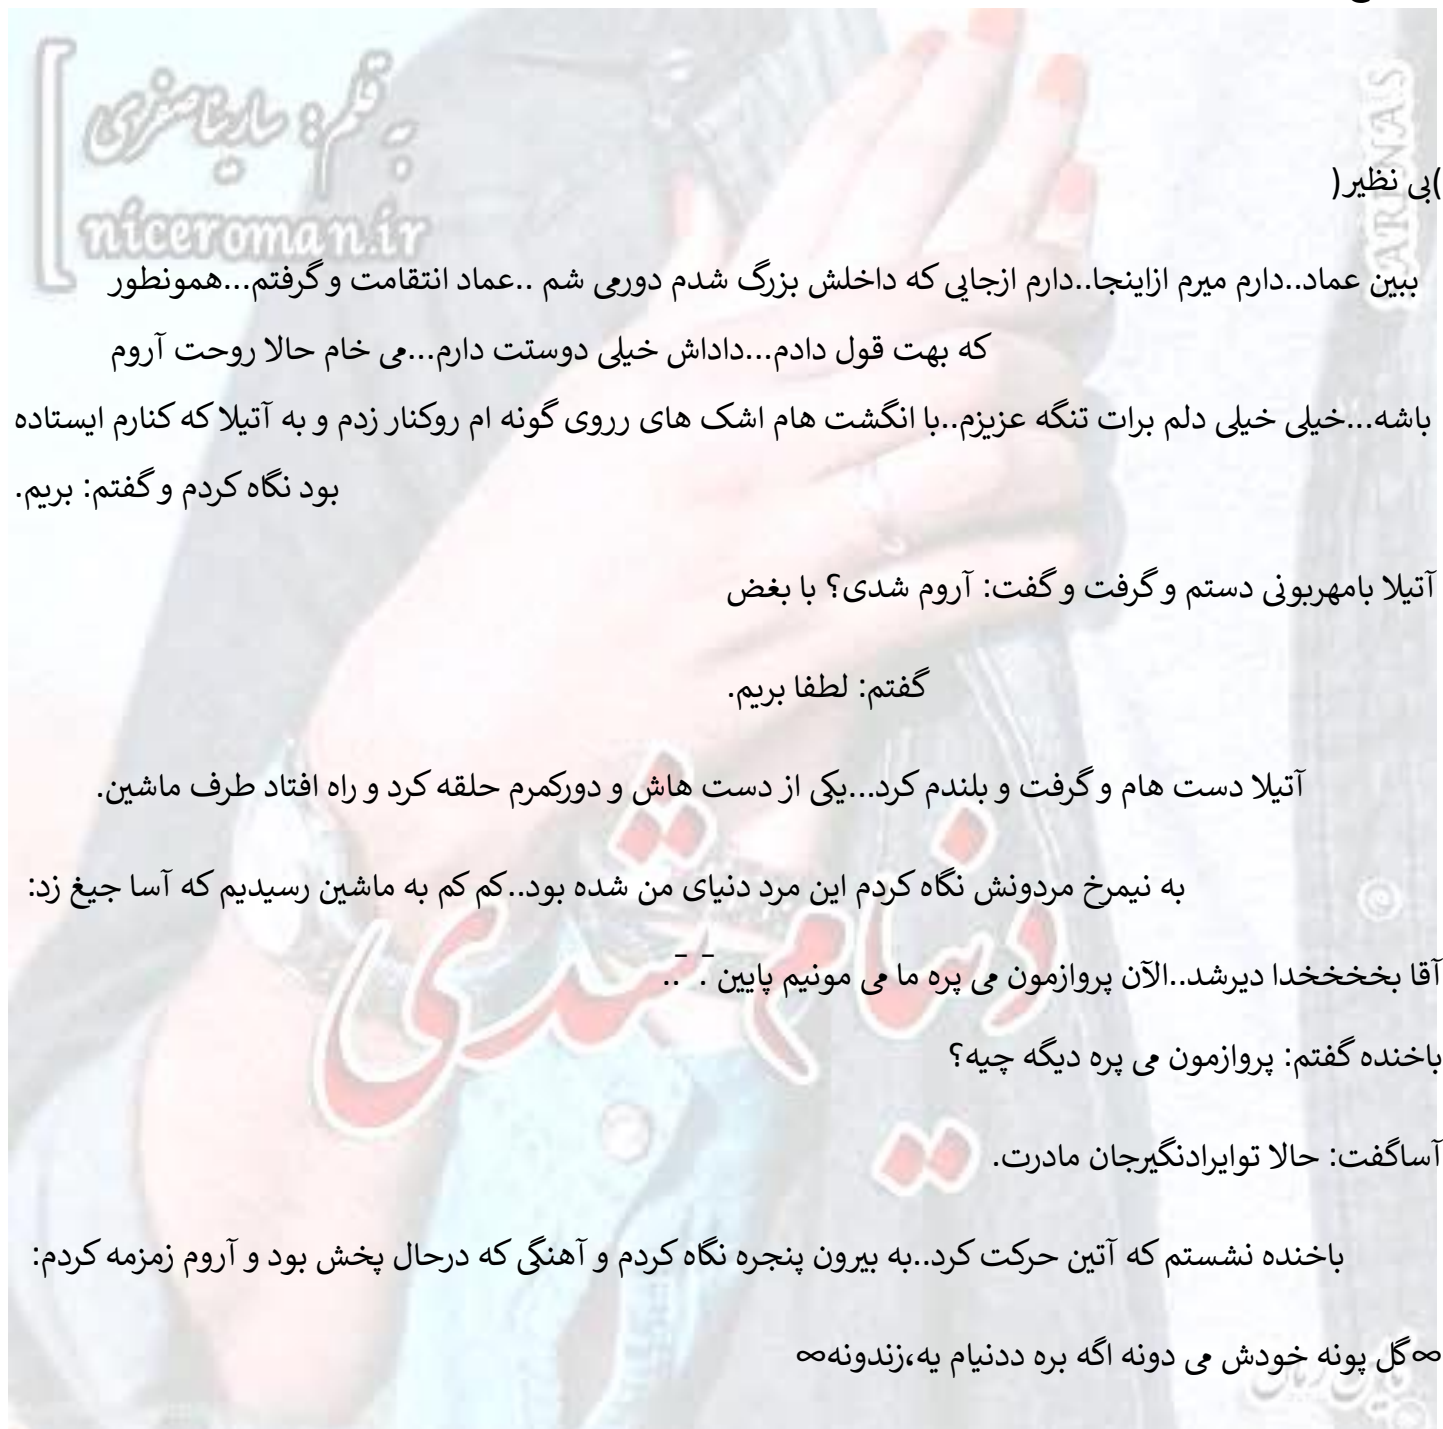 به قلم: سارینا صفری
niceroman.ir
ARINAS
)بی نظیر(
ببین عماد..دارم میرم ازاینجا..دارم ازجایی که داخلش بزرگ شدم دورمی شم ..عماد انتقامت و گرفتم...همونطور
که بهت قول دادم...داداش خیلی دوستت دارم...می خام حالا روحت آروم
باشه...خیلی خیلی دلم برات تنگه عزیزم..با انگشت هام اشک های رروی گونه ام روکنار زدم و به آتیلا که کنارم ایستاده
بود نگاه کردم و گفتم: بریم.
آتیلا بامهربونی دستم و گرفت و گفت: آروم شدی؟ با بغض
گفتم: لطفا بریم.
آتیلا دست هام و گرفت و بلندم کرد...یکی از دست هاش و دورکمرم حلقه کرد و راه افتاد طرف ماشین.
به نیمرخ مردونش نگاه کردم این مرد دنیای من شده بود..کم کم به ماشین رسیدیم که آسا جیغ زد:
آقا بخخخخدا دیرشد..الآن پروازمون می پره ما می مونیم پایین َ. َ..
باخنده گفتم: پروازمون می پره دیگه چیه؟
آساگفت: حالا توایرادنگیرجان مادرت.
باخنده نشستم که آتین حرکت کرد..به بیرون پنجره نگاه کردم و آهنگی که درحال پخش بود و آروم زمزمه کردم:
∞گل پونه خودش می دونه اگه بره ددنیام یه،زندونه∞
دنیام شدی